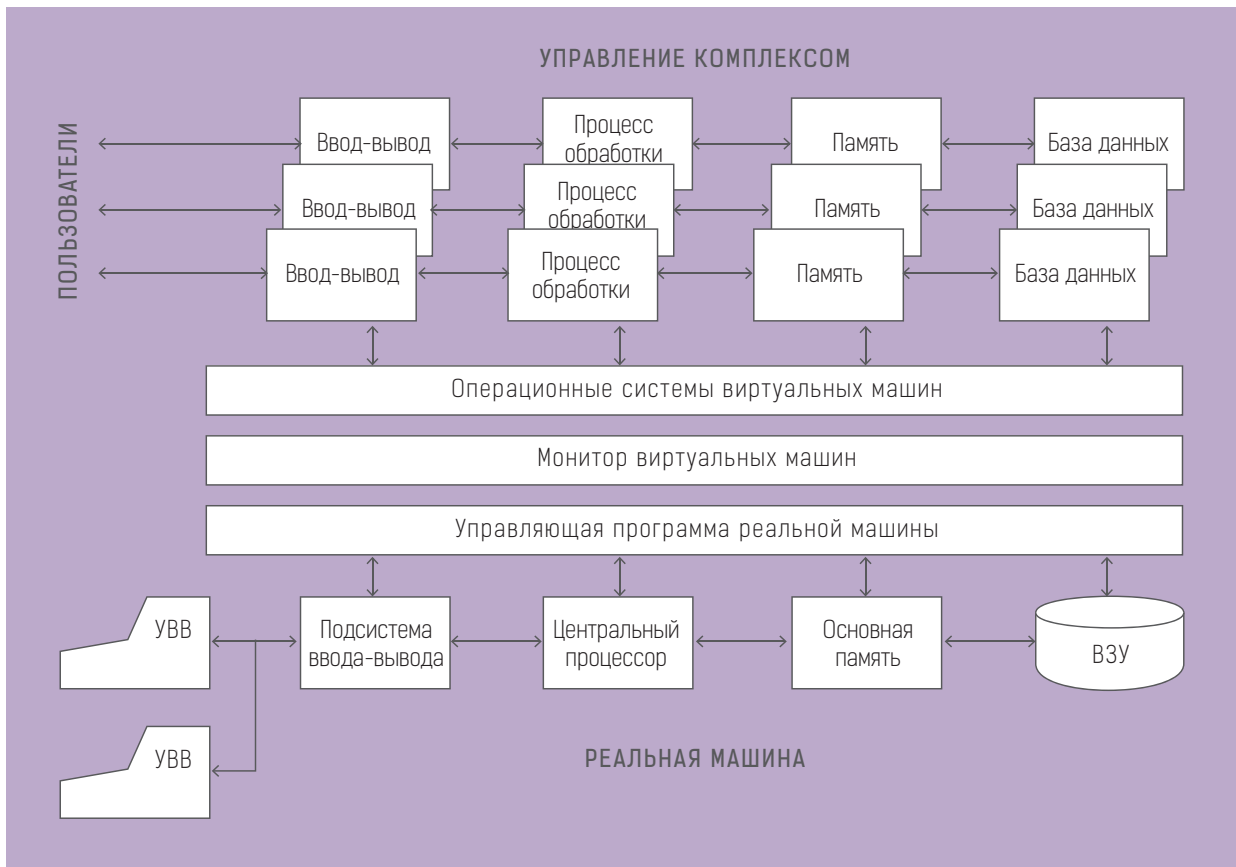 УПРАВЛЕНИЕ КОМПЛЕКСОМ
ПОЛЬЗОВАТЕЛИ
Ввод-вывод
Процесс
обработки
Память
База данных
Ввод-вывод
Процесс
обработки
Память
База данных
Ввод-вывод
Процесс
обработки
Память
База данных
Операционные системы виртуальных машин
Монитор виртуальных машин
Управляющая программа реальной машины
УВВ
Подсистема
ввода-вывода
Центральный
процессор
Основная
память
ВЗУ
УВВ
РЕАЛЬНАЯ МАШИНА